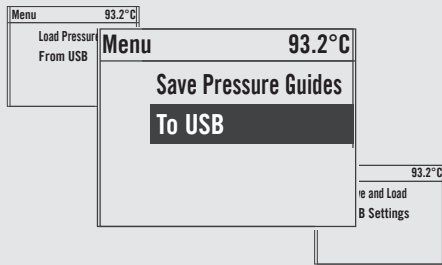 Menu 93.2°C
Load Pressure
From USB
Menu 93.2°C
Save Pressure Guides
To USB
93.2°C
e and Load
B Settings